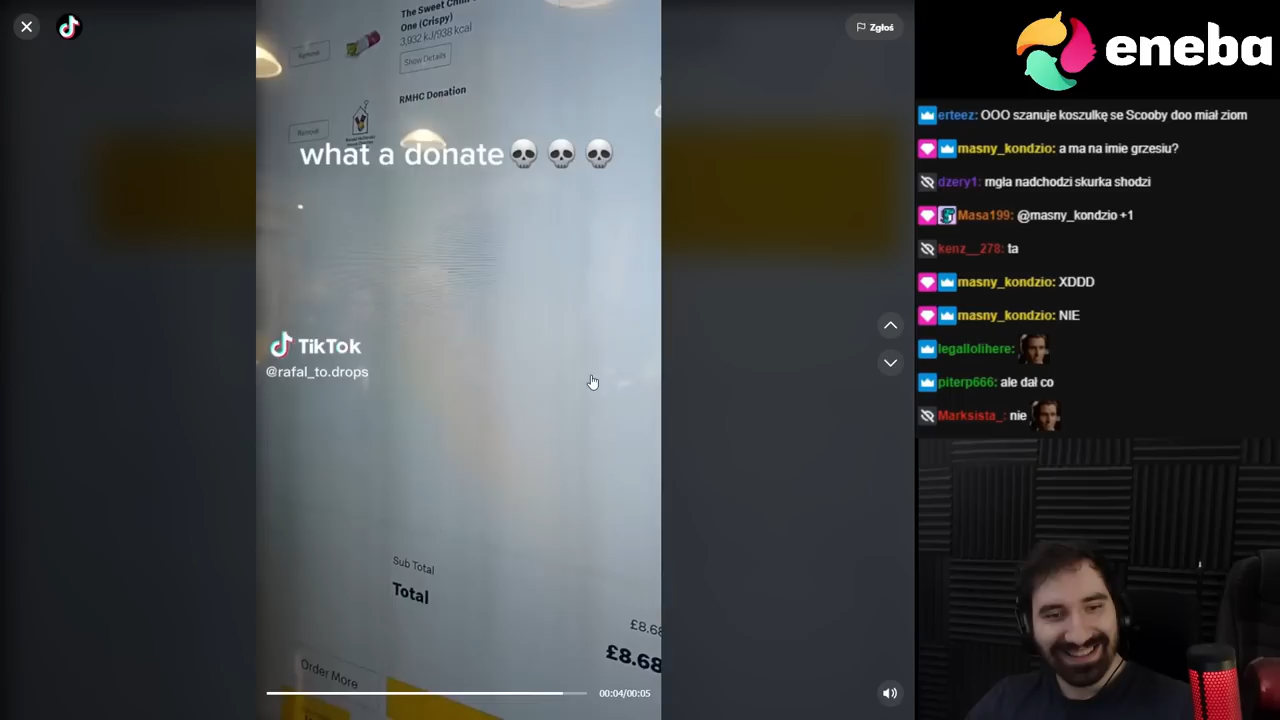 The Sweet Chilli
One (Crispy)
3,932 kJ/938 kcal
Remove
Show Details
RMHC Donation
Remove
what a donate💀💀💀
TikTok
@rafal_to.drops
Sub Total
Total
£8.68
£8.68
Order More
00:04/00:05
Zgłoś
eneba
erteez: OOO szanuje koszulkę se Scooby doo miał ziom
masny_kondzio: a ma na imie grzesiu?
dzery1: mgła nadchodzi skurka shodzi
Masa199: @masny_kondzio +1
kenz__278: ta
masny_kondzio: XDDD
masny_kondzio: NIE
legallolihere:
piterp666: ale dal co
Marksista_: nie